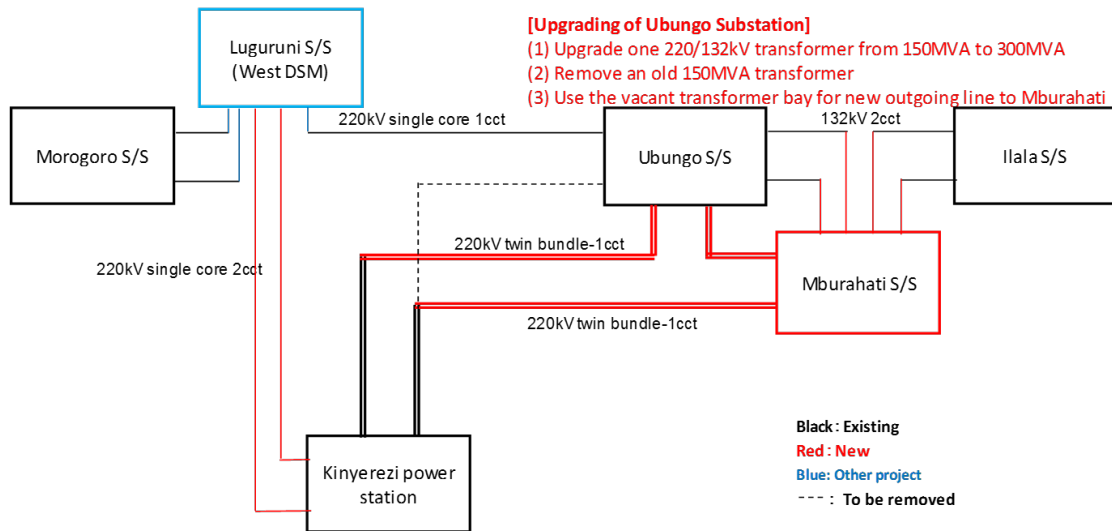 [Upgrading of Ubungo Substation]
(1) Upgrade one 220/132kV transformer from 150MVA to 300MVA
(2) Remove an old 150MVA transformer
(3) Use the vacant transformer bay for new outgoing line to Mburahati
Luguruni S/S
(West DSM)
220kV single core 1cct
132kV 2cct
Morogoro S/S
Ubungo S/S
Ilala S/S
220kV twin bundle-1cct
220kV single core 2cct
Mburahati S/S
220kV twin bundle-1cct
Kinyerezi power
station
Black: Existing
Red: New
Blue: Other project
----: To be removed